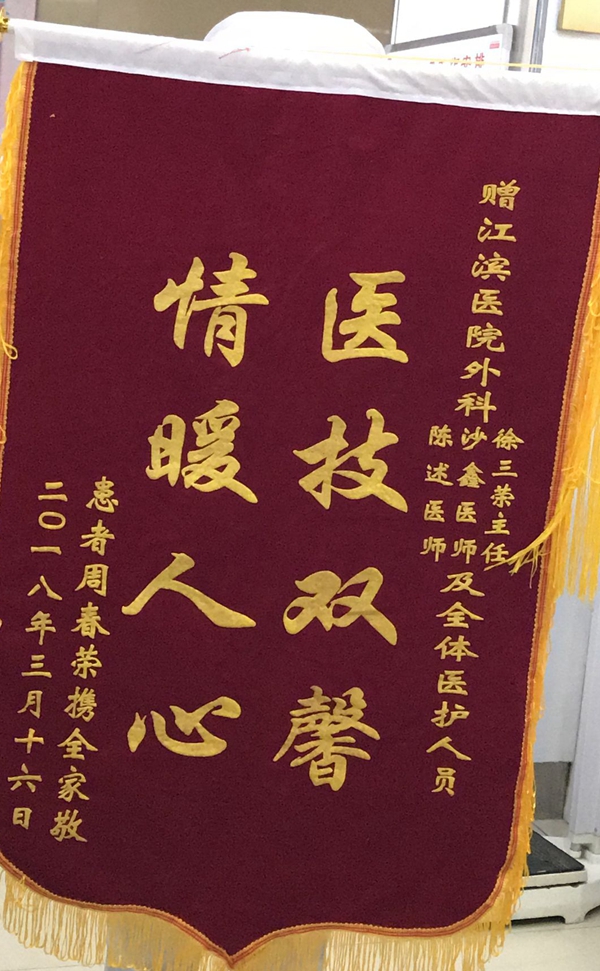 赠江滨医院外科
徐三荣主任
沙鑫医师
陈述医师
及全体医护人员
医技双馨
情暖人心
患者周春荣携全家敬
二〇一八年三月十六日